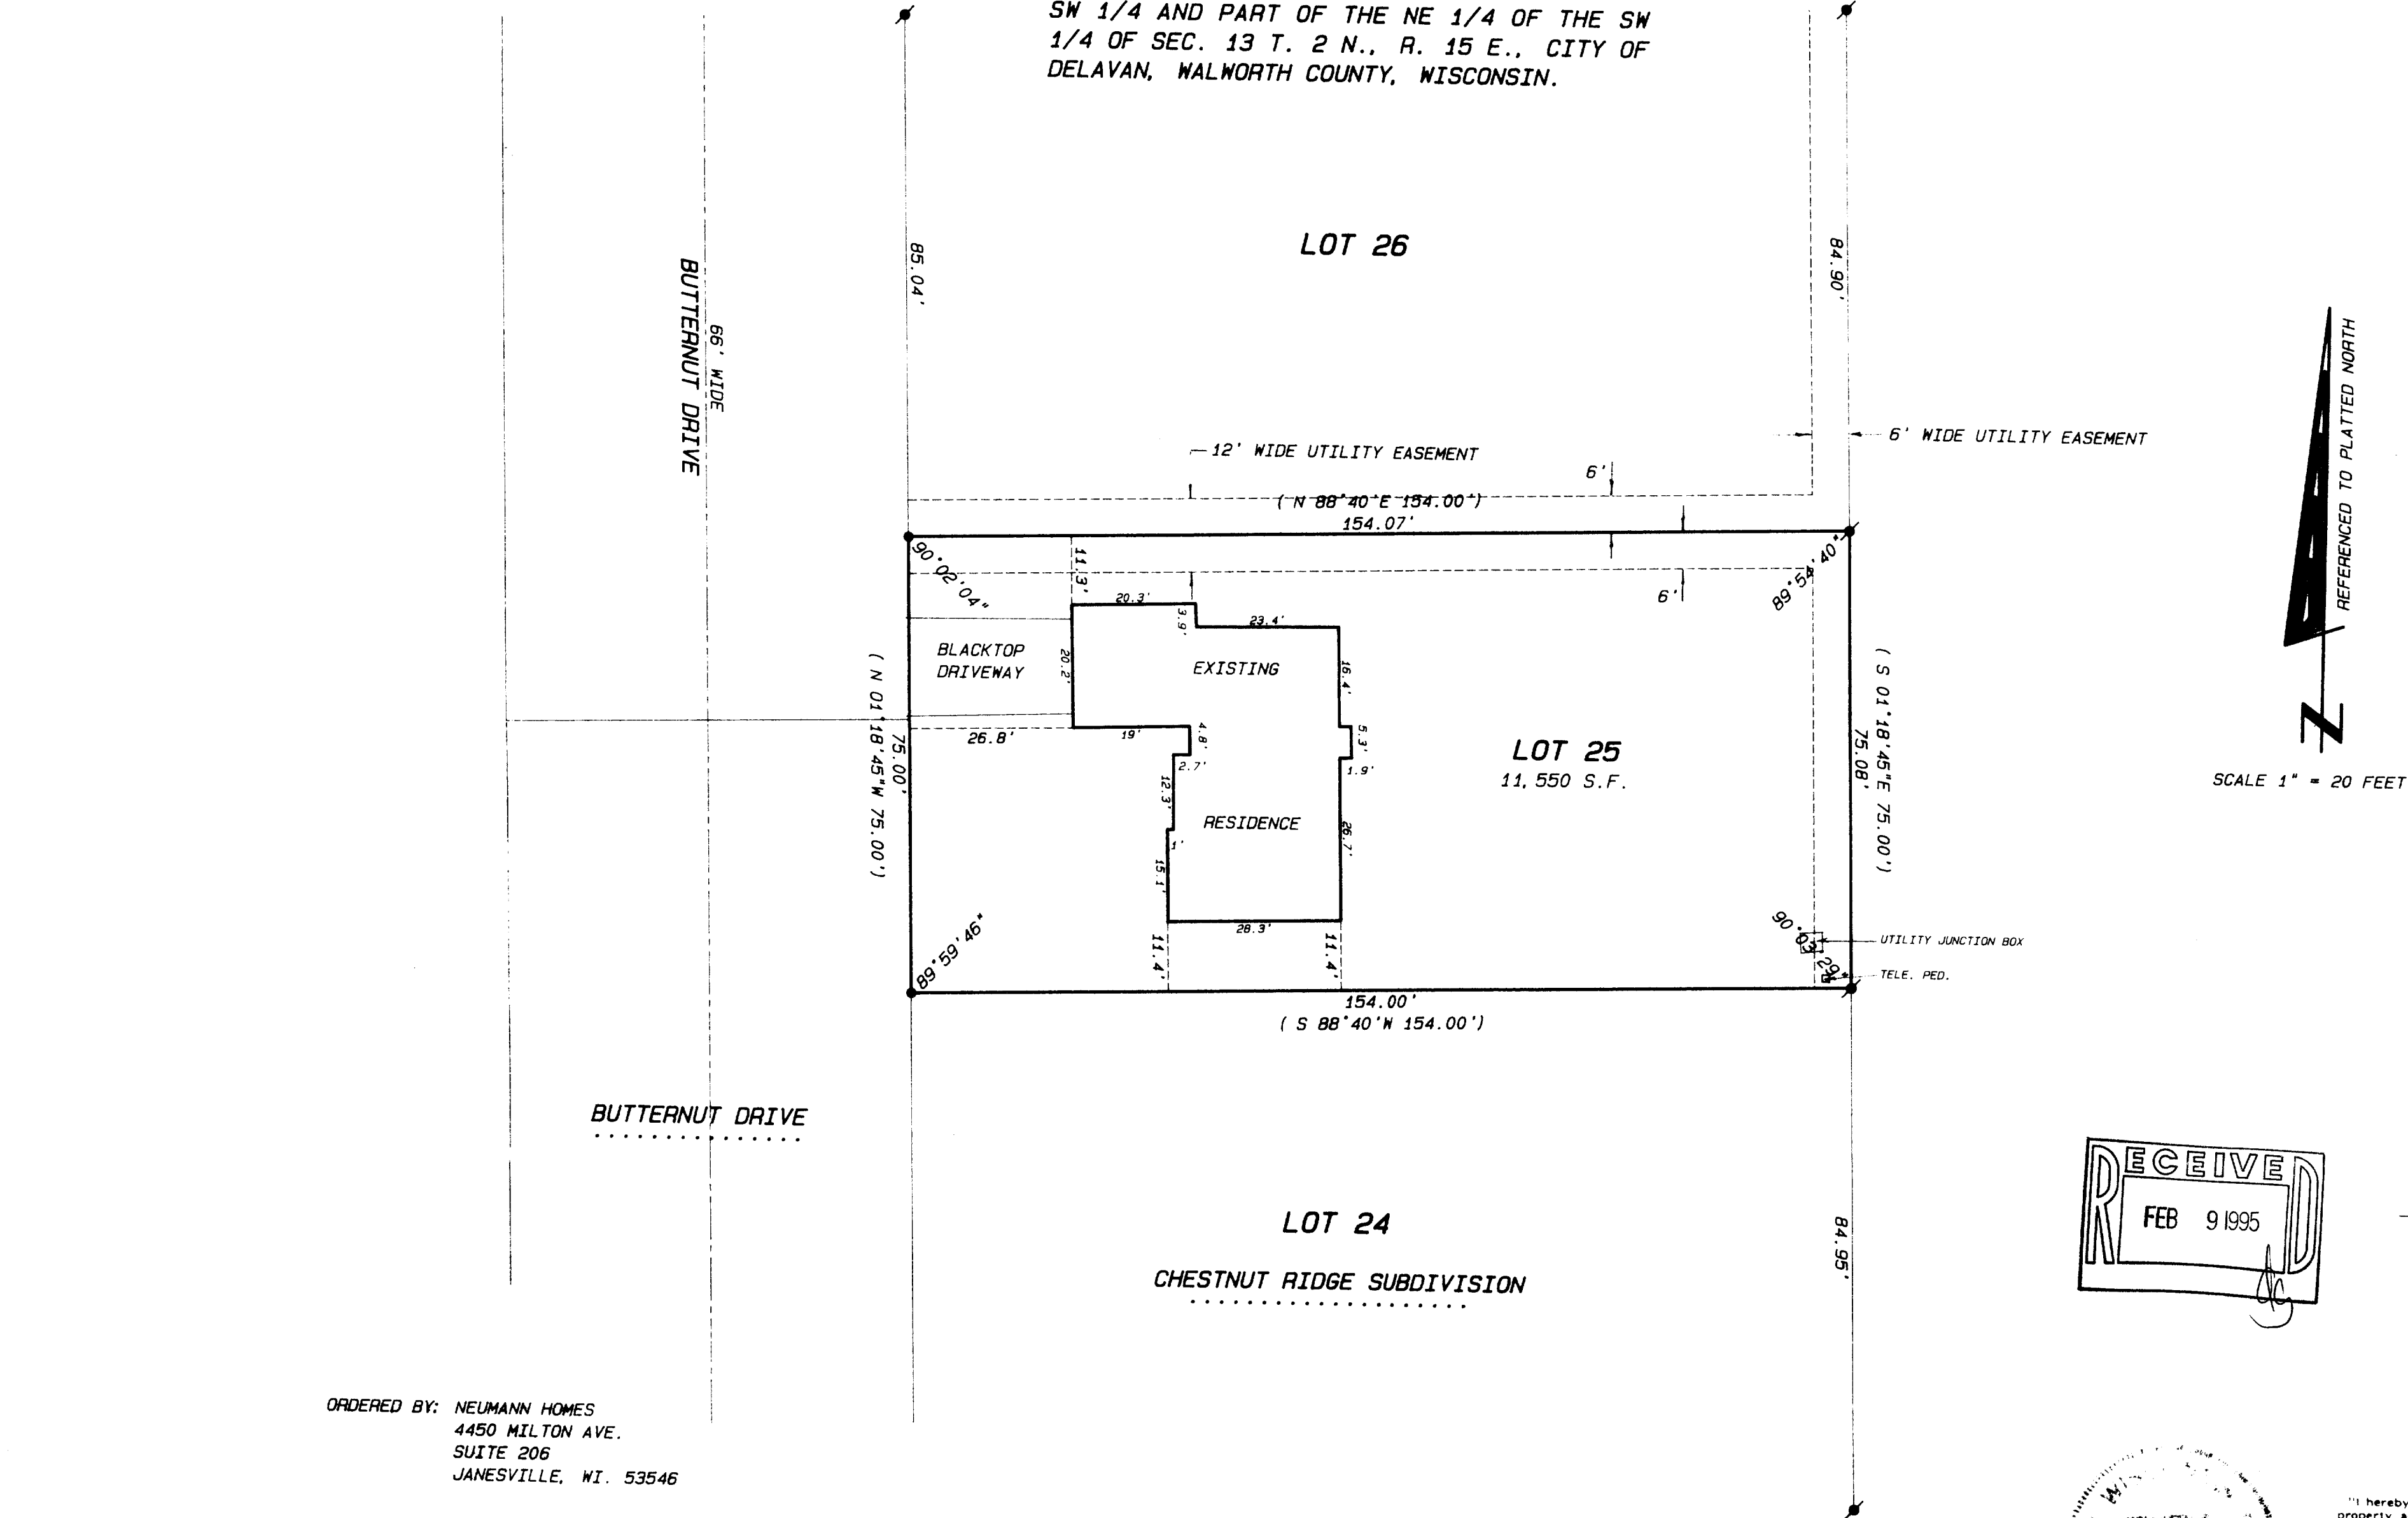 SW 1/4 AND PART OF THE NE 1/4 OF THE SW
1/4 OF SEC. 13 T. 2 N., R. 15 E., CITY OF
DELAVAN, WALWORTH COUNTY, WISCONSIN.
LOT 26
85.04'
84.90'
BUTTERNUT DRIVE
66' WIDE
12' WIDE UTILITY EASEMENT
6'
6' WIDE UTILITY EASEMENT
( N 88°40'E 154.00')
154.07'
90°02'04"
89°54'40"
11.3'
6'
20.3'
3.9'
23.4'
BLACKTOP
DRIVEWAY
20.2'
EXISTING
16.4'
26.8'
19'
4.8'
2.7'
5.3'
1.9'
12.3'
RESIDENCE
26.7'
1'
15.1'
28.3'
11.4'
11.4'
LOT 25
11,550 S.F.
( N 01°18'45"W 75.00')
75.00'
75.08'
( S 01°18'45"E 75.00')
89°59'46"
90°03'29"
UTILITY JUNCTION BOX
TELE. PED.
154.00'
( S 88°40'W 154.00')
REFERENCED TO PLATTED NORTH
N
SCALE 1" = 20 FEET
BUTTERNUT DRIVE
LOT 24
CHESTNUT RIDGE SUBDIVISION
84.95'
RECEIVED
FEB 9 1995
ORDERED BY: NEUMANN HOMES
4450 MILTON AVE.
SUITE 206
JANESVILLE, WI. 53546
"I hereby
property